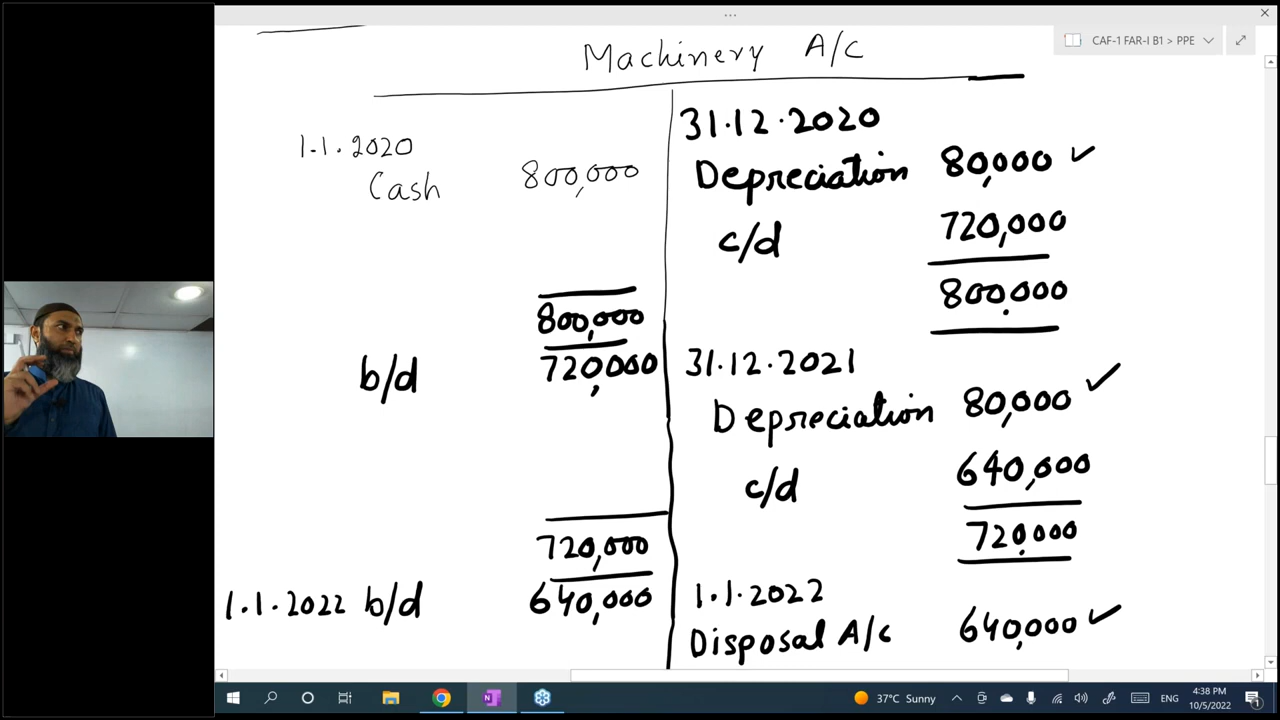 CAF-1 FAR-I B1 > PPE
Machinery A/C
1.1.2020
Cash 800,000
800,000
b/d 720,000
720,000
1.1.2022 b/d 640,000
31.12.2020
Depreciation 80,000 ✓
c/d 720,000
800,000
31.12.2021
Depreciation 80,000 ✓
c/d 640,000
720,000
1.1.2022
Disposal A/c 640,000 ✓
37°C Sunny
ENG
4:38 PM
10/5/2022